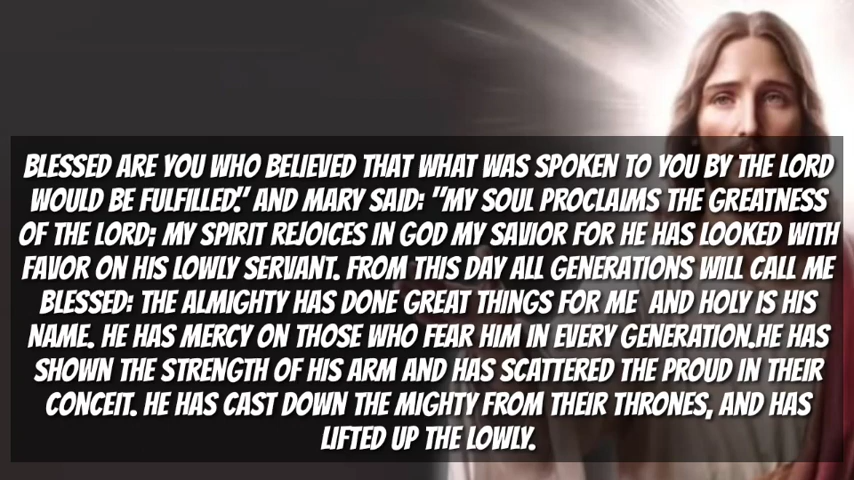 BLESSED ARE YOU WHO BELIEVED THAT WHAT WAS SPOKEN TO YOU BY THE LORD
WOULD BE FULFILLED." AND MARY SAID: "MY SOUL PROCLAIMS THE GREATNESS
OF THE LORD; MY SPIRIT REJOICES IN GOD MY SAVIOR FOR HE HAS LOOKED WITH
FAVOR ON HIS LOWLY SERVANT. FROM THIS DAY ALL GENERATIONS WILL CALL ME
BLESSED: THE ALMIGHTY HAS DONE GREAT THINGS FOR ME  AND HOLY IS HIS
NAME. HE HAS MERCY ON THOSE WHO FEAR HIM IN EVERY GENERATION.HE HAS
SHOWN THE STRENGTH OF HIS ARM AND HAS SCATTERED THE PROUD IN THEIR
CONCEIT. HE HAS CAST DOWN THE MIGHTY FROM THEIR THRONES, AND HAS
LIFTED UP THE LOWLY.